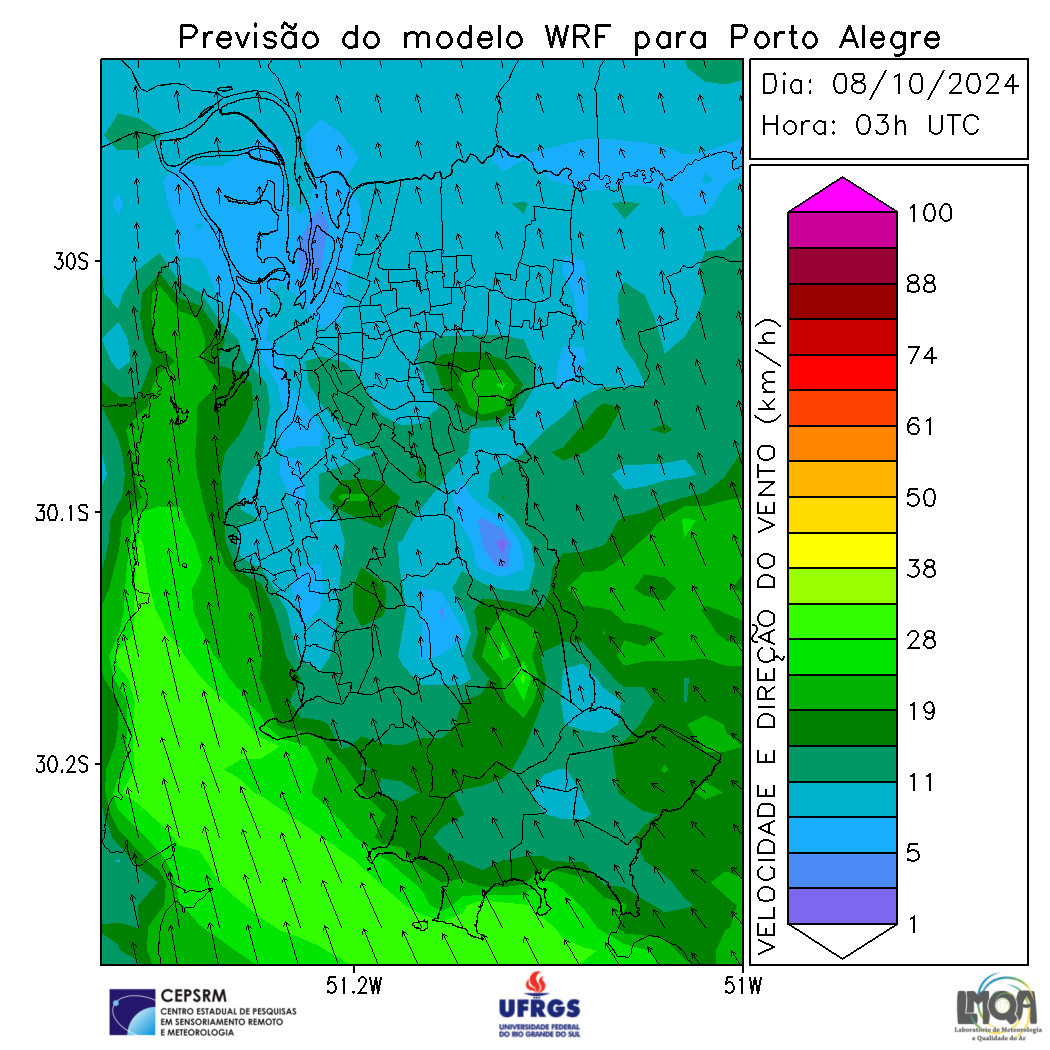 Previsão do modelo WRF para Porto Alegre
Dia: 08/10/2024
Hora: 03h UTC
30S
30.1S
30.2S
51.2W
51W
VELOCIDADE E DIREÇÃO DO VENTO (km/h)
100
88
74
61
50
38
28
19
11
5
1
CEPSRM
CENTRO ESTADUAL DE PESQUISAS
EM SENSORIAMENTO REMOTO
E METEOROLOGIA
UFRGS
UNIVERSIDADE FEDERAL
DO RIO GRANDE DO SUL
LMQA
Laboratório de Meteorologia
e Qualidade do Ar